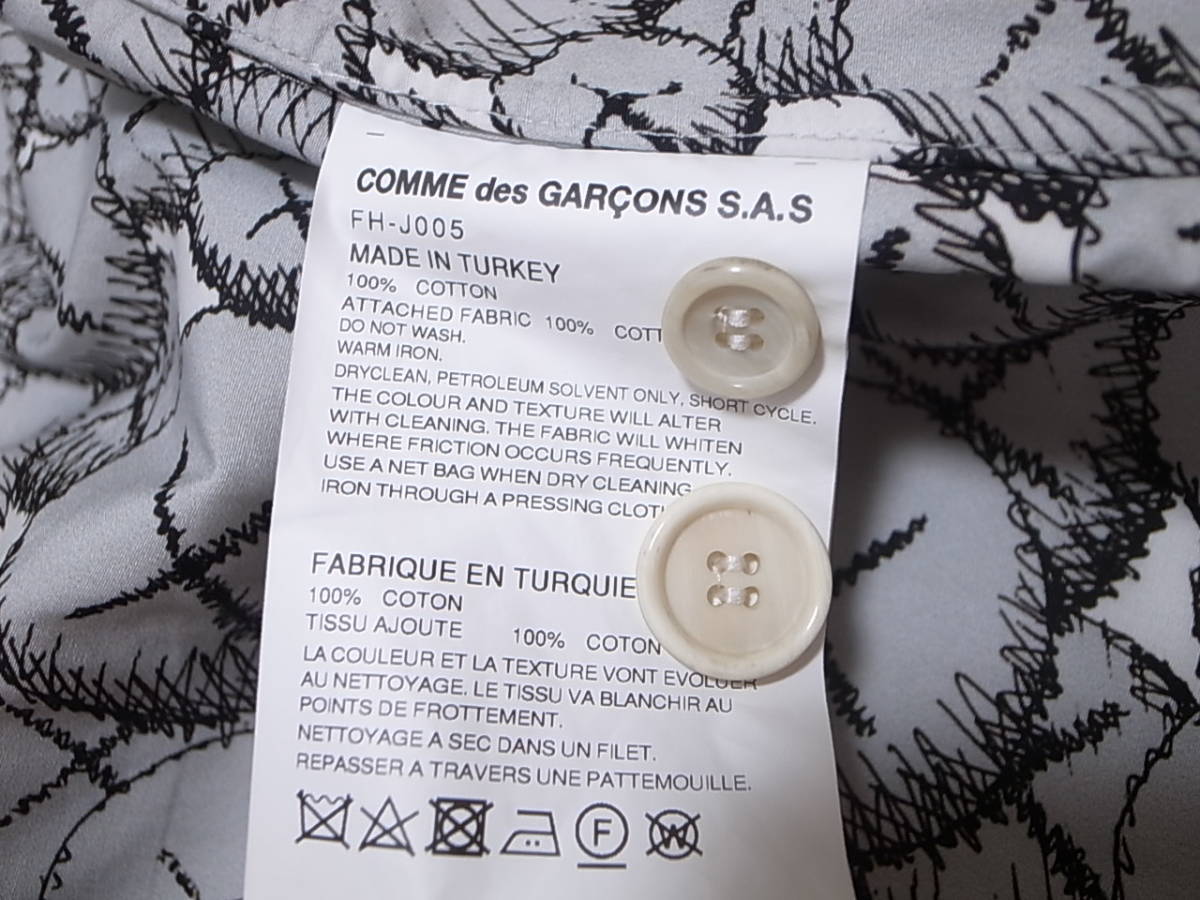 COMME des GARÇONS S.A.S
FH-J005
MADE IN TURKEY
100% COTTON
ATTACHED FABRIC 100% COTT
DO NOT WASH.
WARM IRON.
DRYCLEAN, PETROLEUM SOLVENT ONLY, SHORT CYCLE.
THE COLOUR AND TEXTURE WILL ALTER
WITH CLEANING. THE FABRIC WILL WHITEN
WHERE FRICTION OCCURS FREQUENTLY.
USE A NET BAG WHEN DRY CLEANING
IRON THROUGH A PRESSING CLOT
FABRIQUE EN TURQUIE
100% COTON
TISSU AJOUTE 100% COTON
LA COULEUR ET LA TEXTURE VONT EVOLUER
AU NETTOYAGE. LE TISSU VA BLANCHIR AU
POINTS DE FROTTEMENT.
NETTOYAGE A SEC DANS UN FILET.
REPASSER A TRAVERS UNE PATTEMOUILLE.
F W